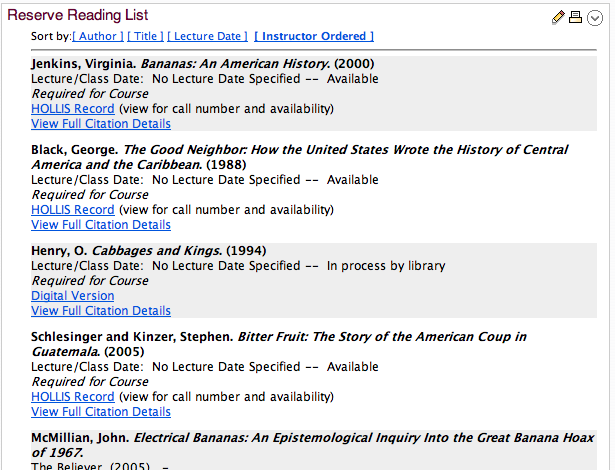 Reserve Reading List
Sort by:[ Author ] [ Title ] [ Lecture Date ] [ Instructor Ordered ]
Jenkins, Virginia. Bananas: An American History. (2000)
Lecture/Class Date: No Lecture Date Specified -- Available
Required for Course
HOLLIS Record (view for call number and availability)
View Full Citation Details
Black, George. The Good Neighbor: How the United States Wrote the History of Central
America and the Caribbean. (1988)
Lecture/Class Date: No Lecture Date Specified -- Available
Required for Course
HOLLIS Record (view for call number and availability)
View Full Citation Details
Henry, O. Cabbages and Kings. (1994)
Lecture/Class Date: No Lecture Date Specified -- In process by library
Required for Course
Digital Version
View Full Citation Details
Schlesinger and Kinzer, Stephen. Bitter Fruit: The Story of the American Coup in
Guatemala. (2005)
Lecture/Class Date: No Lecture Date Specified -- Available
Required for Course
HOLLIS Record (view for call number and availability)
View Full Citation Details
McMillian, John. Electrical Bananas: An Epistemological Inquiry Into the Great Banana Hoax
of 1967.
The Believer. (2005) -